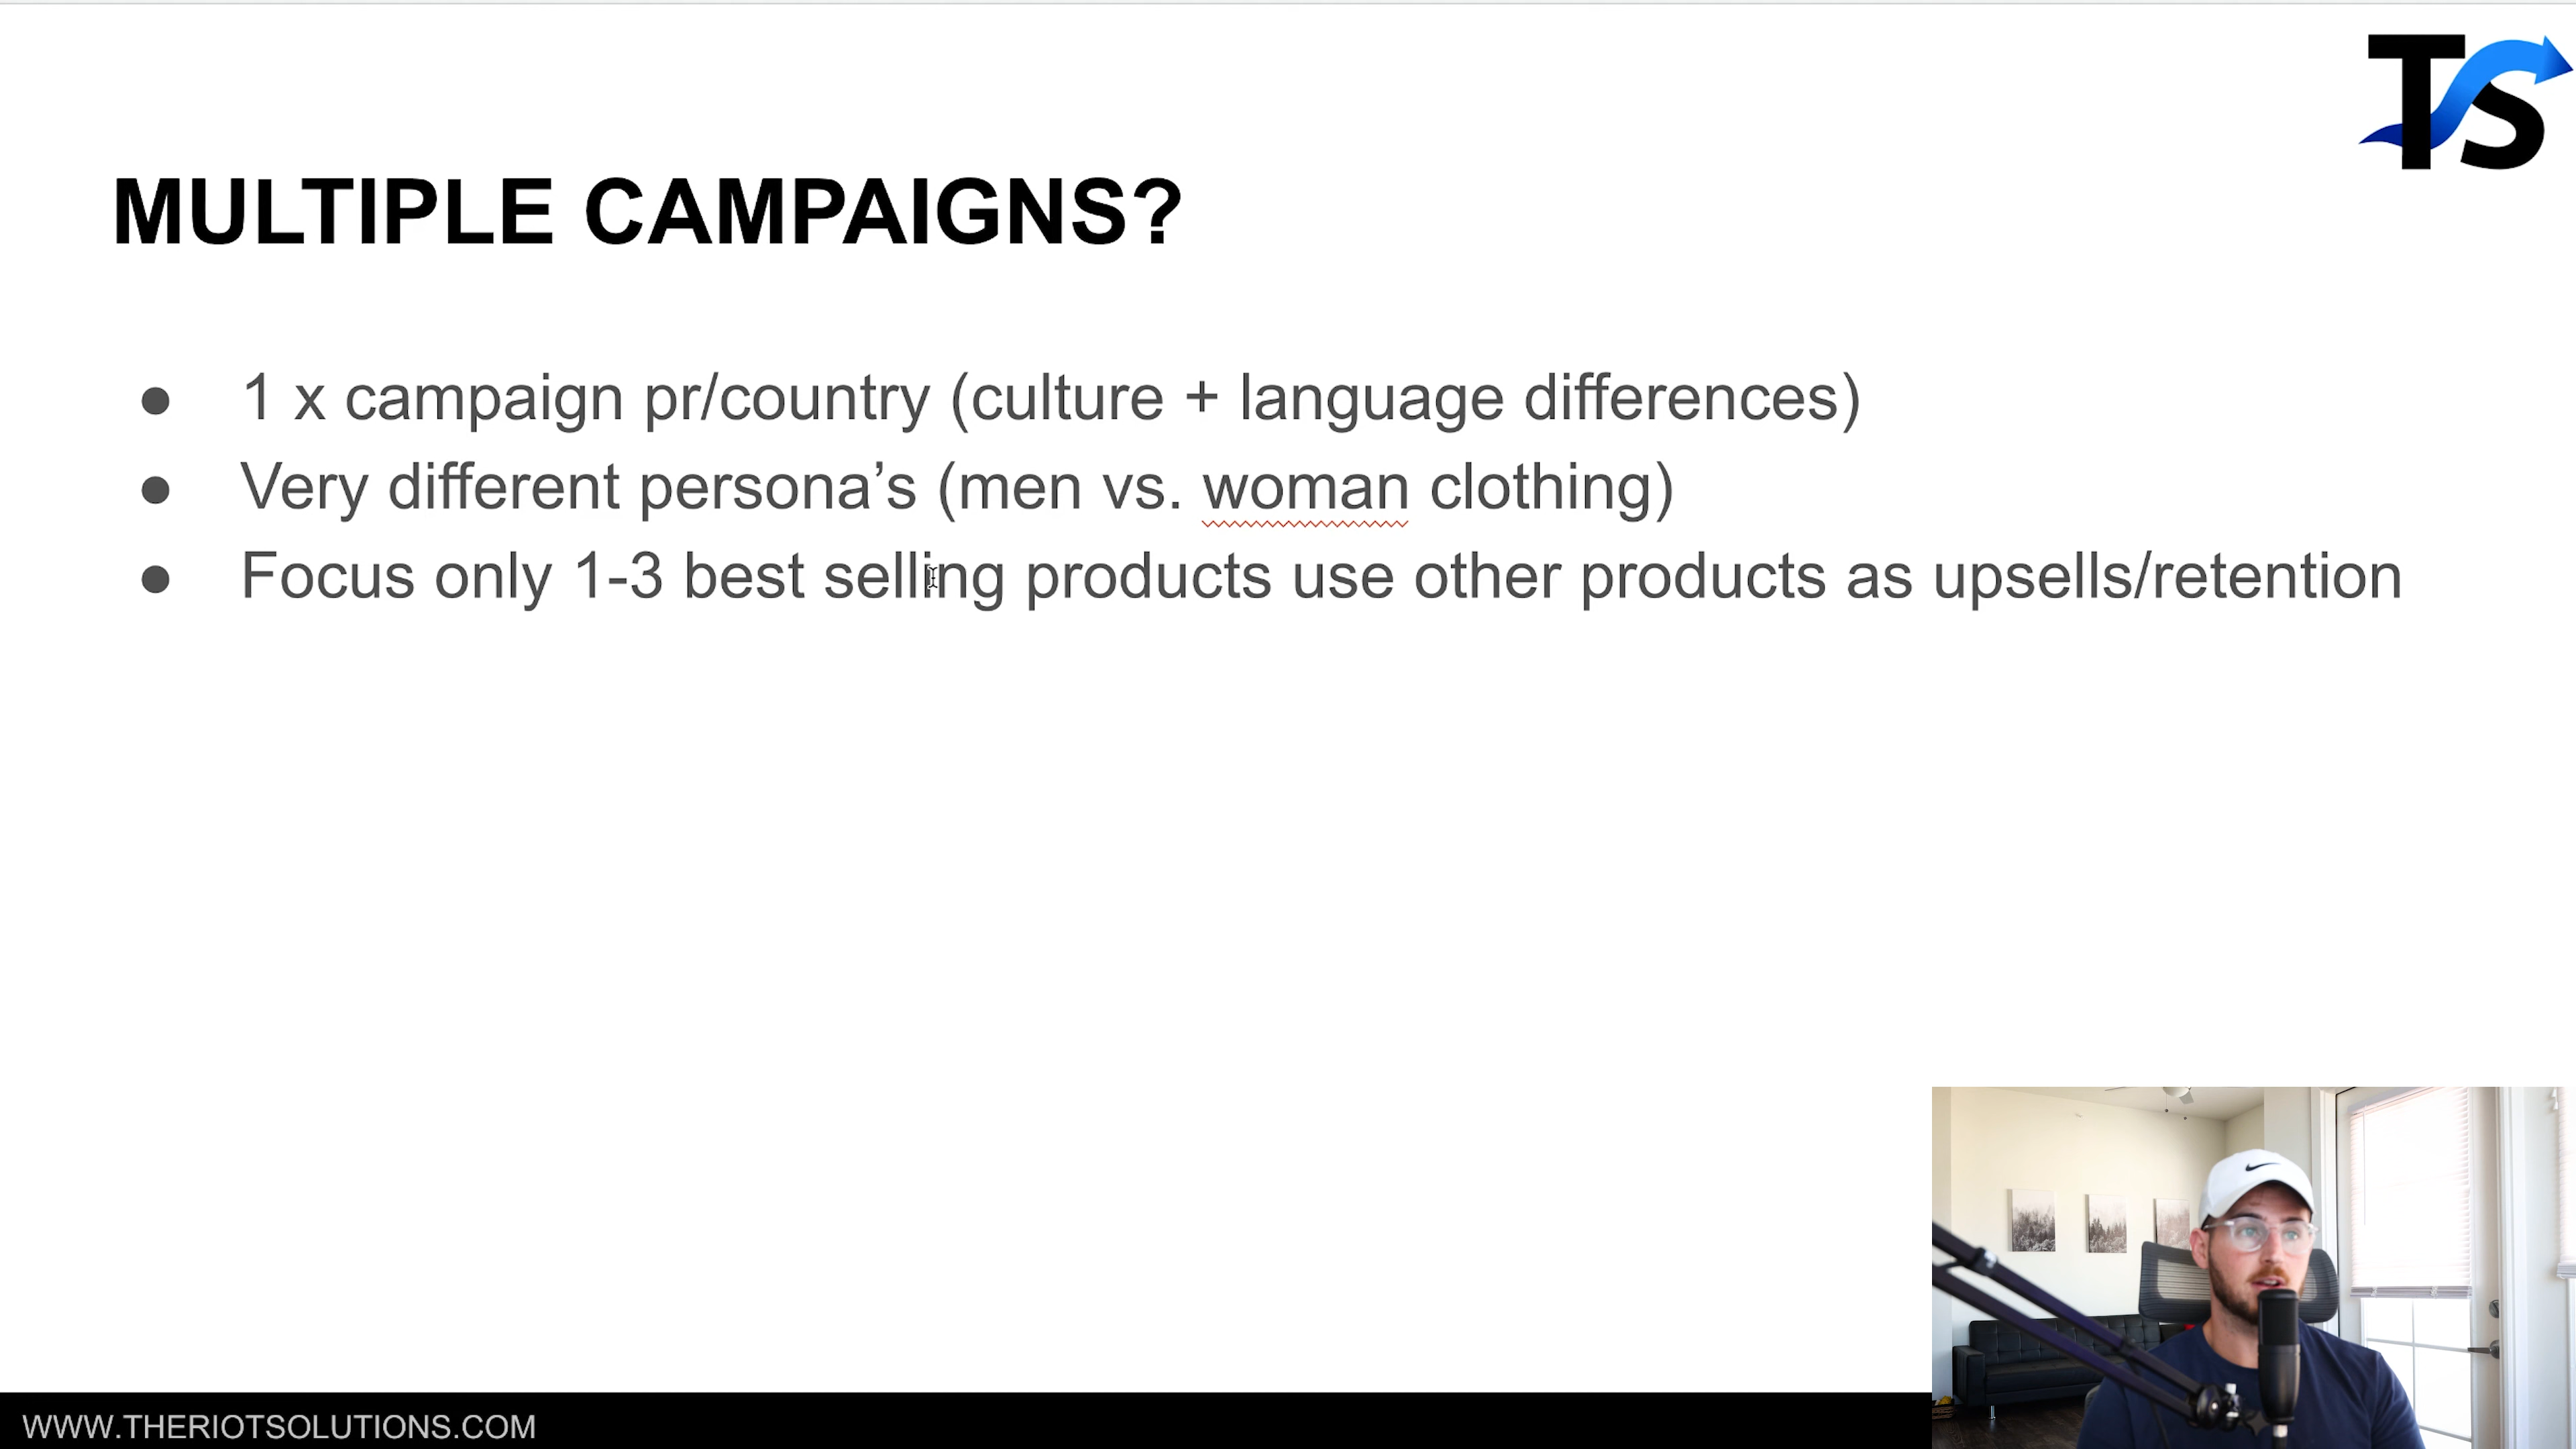 TS
MULTIPLE CAMPAIGNS?
● 1 x campaign pr/country (culture + language differences)
● Very different persona’s (men vs. woman clothing)
● Focus only 1-3 best selling products use other products as upsells/retention
WWW.THERIOTSOLUTIONS.COM